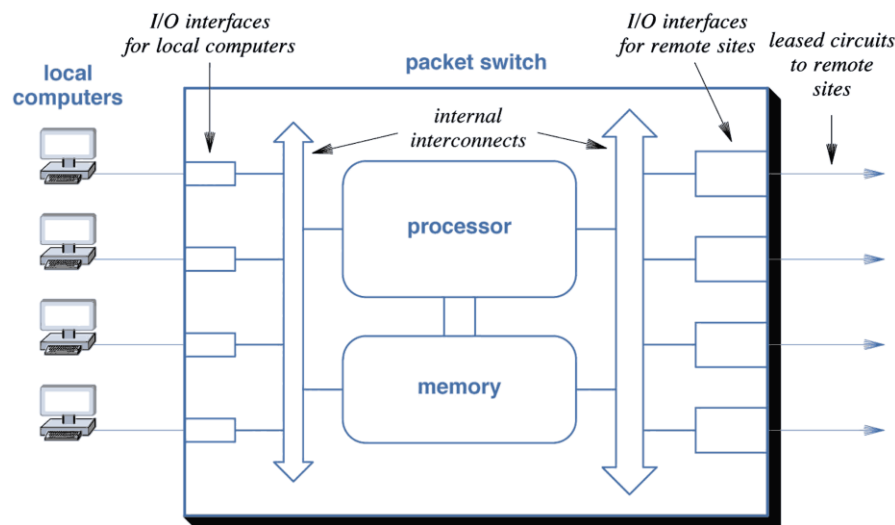 I/O interfaces
for local computers
I/O interfaces
for remote sites
leased circuits
to remote
sites
local
computers
packet switch
internal
interconnects
processor
memory